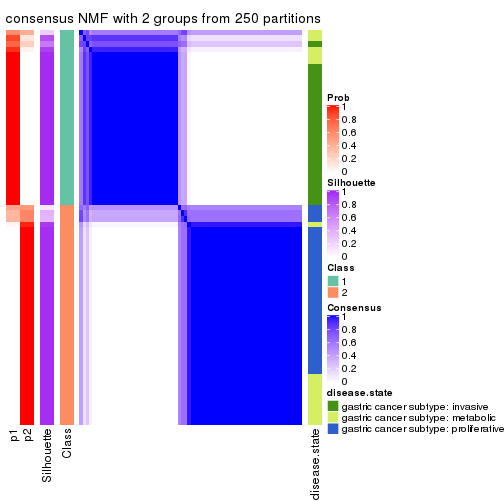 consensus NMF with 2 groups from 250 partitions
Prob
1
0.8
0.6
0.4
0.2
0
Silhouette
1
0.8
0.6
0.4
0.2
0
Class
1
2
Consensus
1
0.8
0.6
0.4
0.2
0
disease.state
gastric cancer subtype: invasive
gastric cancer subtype: metabolic
gastric cancer subtype: proliferative
p1
p2
Silhouette
Class
disease.state